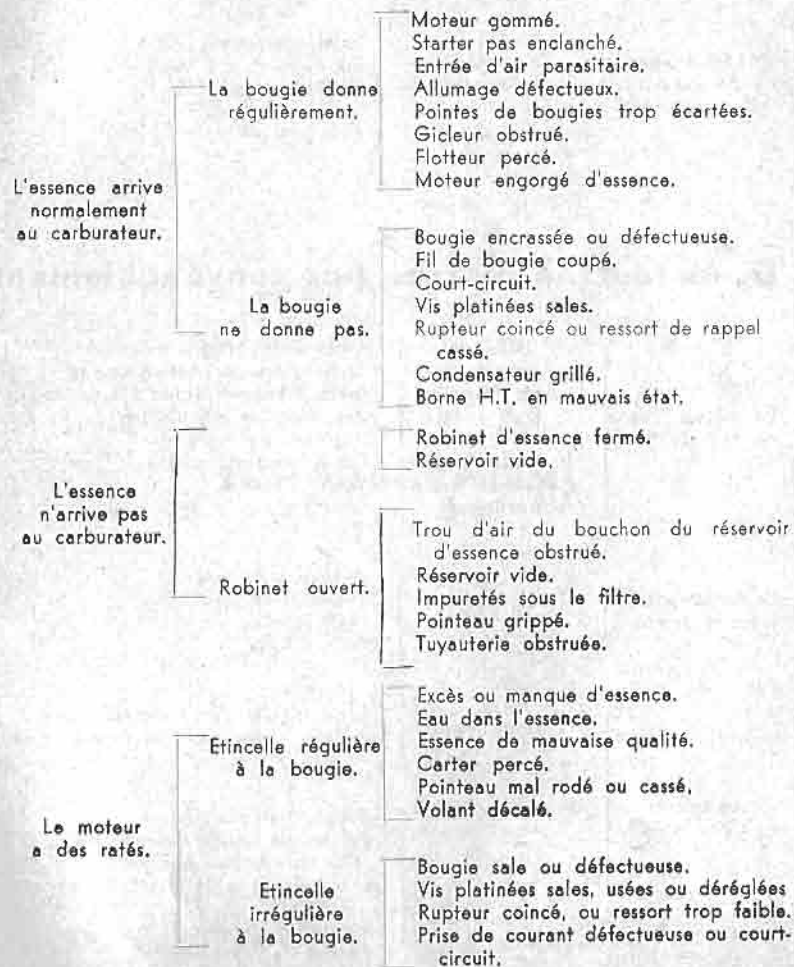 L'essence arrive
normalement
au carburateur.
La bougie donne
régulièrement.
Moteur gommé.
Starter pas enclanché.
Entrée d'air parasitaire.
Allumage défectueux.
Pointes de bougies trop écartées.
Gicleur obstrué.
Flotteur percé.
Moteur engorgé d'essence.
La bougie
ne donne pas.
Bougie encrassée ou défectueuse.
Fil de bougie coupé.
Court-circuit.
Vis platinées sales.
Rupteur coincé ou ressort de rappel
cassé.
Condensateur grillé.
Borne H.T. en mauvais état.
L'essence
n'arrive pas
au carburateur.
Robinet d'essence fermé.
Réservoir vide.
Robinet ouvert.
Trou d'air du bouchon du réservoir
d'essence obstrué.
Réservoir vide.
Impuretés sous le filtre.
Pointeau grippé.
Tuyauterie obstruée.
Le moteur
a des ratés.
Etincelle régulière
à la bougie.
Excès ou manque d'essence.
Eau dans l'essence.
Essence de mauvaise qualité.
Carter percé.
Pointeau mal rodé ou cassé.
Volant décalé.
Etincelle
irrégulière
à la bougie.
Bougie sale ou défectueuse.
Vis platinées sales, usées ou déréglées
Rupteur coincé, ou ressort trop faible.
Prise de courant défectueuse ou court-
circuit.